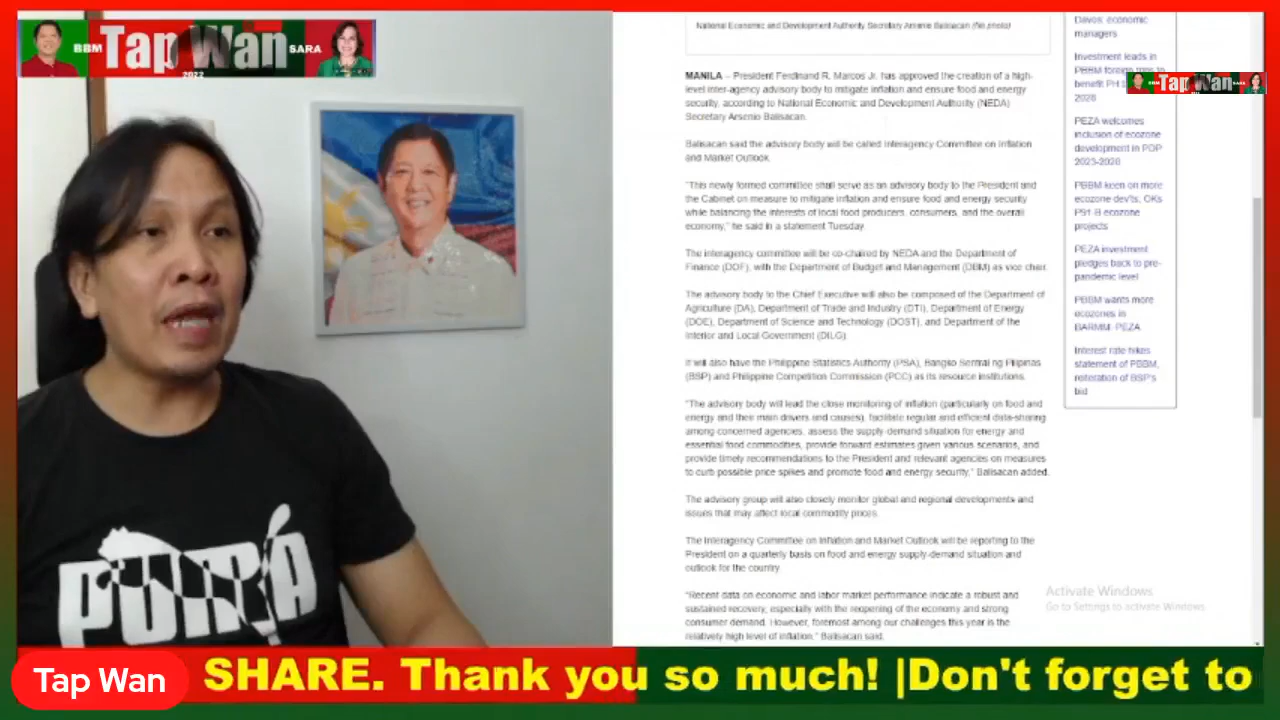 BBM Tap Wan SARA
2022
PUMA
National Economic and Development Authority Secretary Arsenio Balisacan (File photo)
MANILA – President Ferdinand R. Marcos Jr. has approved the creation of a high-
level inter-agency advisory body to mitigate inflation and ensure food and energy
security, according to National Economic and Development Authority (NEDA)
Secretary Arsenio Balisacan.
Balisacan said the advisory body will be called Interagency Committee on Inflation
and Market Outlook.
"This newly formed committee shall serve as an advisory body to the President and
the Cabinet on measure to mitigate inflation and ensure food and energy security
while balancing the interests of local food producers, consumers, and the overall
economy," he said in a statement Tuesday.
The interagency committee will be co-chaired by NEDA and the Department of
Finance (DOF), with the Department of Budget and Management (DBM) as vice chair.
The advisory body to the Chief Executive will also be composed of the Department of
Agriculture (DA), Department of Trade and Industry (DTI), Department of Energy
(DOE), Department of Science and Technology (DOST), and Department of the
Interior and Local Government (DILG).
It will also have the Philippine Statistics Authority (PSA), Bangko Sentral ng Pilipinas
(BSP) and Philippine Competition Commission (PCC) as its resource institutions.
"The advisory body will lead the close monitoring of inflation (particularly on food and
energy and their main drivers and causes), facilitate regular and efficient data-sharing
among concerned agencies, assess the supply-demand situation for energy and
essential food commodities, provide forward estimates given various scenarios, and
provide timely recommendations to the President and relevant agencies on measures
to curb possible price spikes and promote food and energy security," Balisacan added.
The advisory group will also closely monitor global and regional developments and
issues that may affect local commodity prices.
The Interagency Committee on Inflation and Market Outlook will be reporting to the
President on a quarterly basis on food and energy supply-demand situation and
outlook for the country.
"Recent data on economic and labor market performance indicate a robust and
sustained recovery, especially with the reopening of the economy and strong
consumer demand. However, foremost among our challenges this year is the
relatively high level of inflation," Balisacan said.
Davos: economic
managers
Investment leads in
PBBM foreign trips to
benefit PH
2026
Tap Wan
PEZA welcomes
inclusion of ecozone
development in PDP
2023-2028
PBBM keen on more
ecozone dev'ts, OKs
P91-B ecozone
projects
PEZA investment
pledges back to pre-
pandemic level
PBBM wants more
ecozones in
BARMM- PEZA
Interest rate hikes
statement of PBBM,
reiteration of BSP's
bid
Activate Windows
Go to Settings to activate Windows.
Tap Wan
SHARE. Thank you so much! |Don't forget to